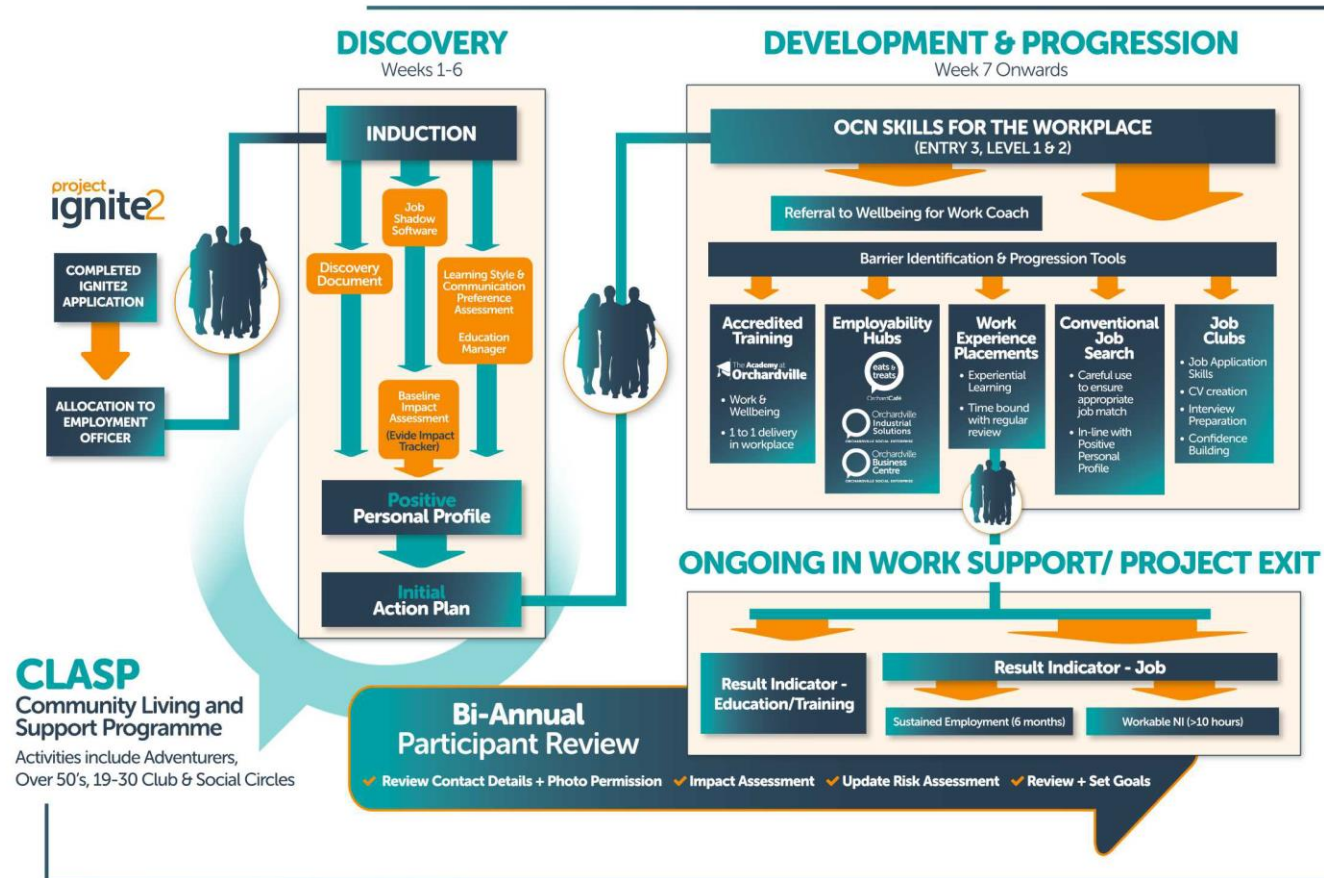 project
ignite2
COMPLETED
IGNITE2
APPLICATION
ALLOCATION TO
EMPLOYMENT
OFFICER
DISCOVERY
Weeks 1-6
INDUCTION
Job
Shadow
Software
Discovery
Document
Learning Style &
Communication
Preference
Assessment
Education
Manager
Baseline
Impact
Assessment
(Evide Impact
Tracker)
Positive
Personal Profile
Initial
Action Plan
DEVELOPMENT & PROGRESSION
Week 7 Onwards
OCN SKILLS FOR THE WORKPLACE
(ENTRY 3, LEVEL 1 & 2)
Referral to Wellbeing for Work Coach
Barrier Identification & Progression Tools
Accredited
Training
The Academy at
Orchardville
• Work &
Wellbeing
• 1 to 1 delivery
in workplace
Employability
Hubs
eats &
treats
OrchardCafé
Orchardville
Industrial
Solutions
ORCHARDVILLE SOCIAL ENTERPRISE
Orchardville
Business
Centre
ORCHARDVILLE SOCIAL ENTERPRISE
Work
Experience
Placements
• Experiential
Learning
• Time bound
with regular
review
Conventional
Job
Search
• Careful use
to ensure
appropriate
job match
• In-line with
Positive
Personal
Profile
Job
Clubs
• Job Application
Skills
• CV creation
• Interview
Preparation
• Confidence
Building
ONGOING IN WORK SUPPORT/ PROJECT EXIT
Result Indicator -
Education/Training
Result Indicator - Job
Sustained Employment (6 months)
Workable NI (>10 hours)
CLASP
Community Living and
Support Programme
Activities include Adventurers,
Over 50's, 19-30 Club & Social Circles
Bi-Annual
Participant Review
✓ Review Contact Details + Photo Permission ✓ Impact Assessment ✓ Update Risk Assessment ✓ Review + Set Goals